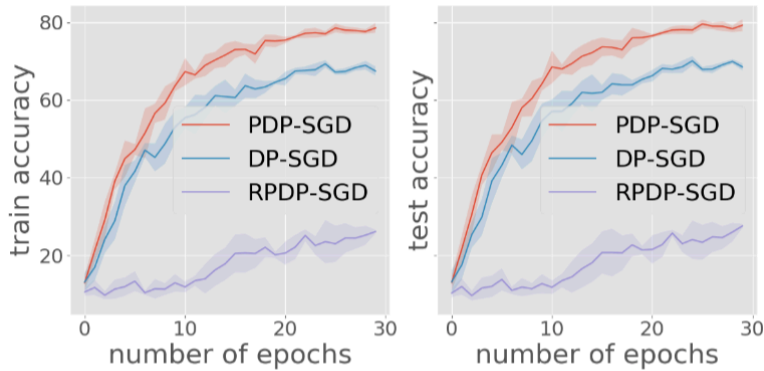 train accuracy
80
60
40
20
PDP-SGD
DP-SGD
RPDP-SGD
0 10 20 30
number of epochs
test accuracy
PDP-SGD
DP-SGD
RPDP-SGD
0 10 20 30
number of epochs